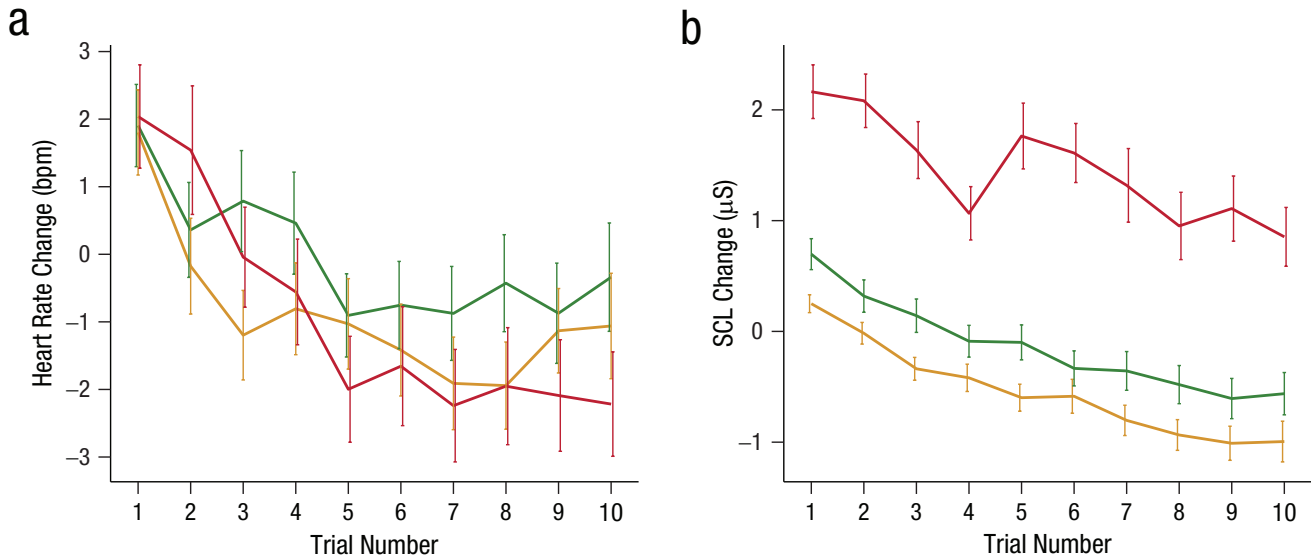 a
Heart Rate Change (bpm)
3
2
1
0
−1
−2
−3
1 2 3 4 5 6 7 8 9 10
Trial Number
b
SCL Change (µS)
2
1
0
−1
1 2 3 4 5 6 7 8 9 10
Trial Number